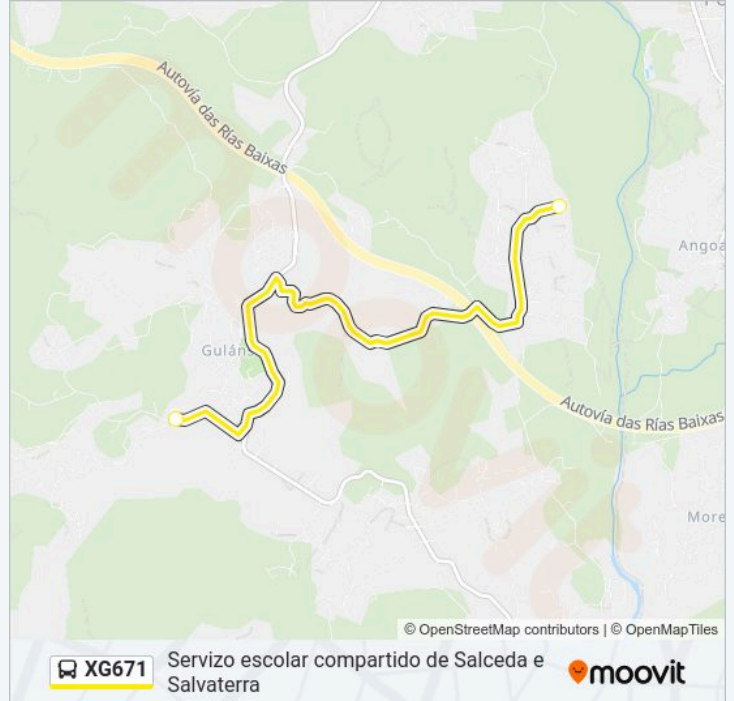 Autovía das Rías Baixas
Angoa
Guláns
Autovía das Rías Baixas
More
© OpenStreetMap contributors | © OpenMapTiles
XG671
Servizo escolar compartido de Salceda e
Salvaterra
moovit